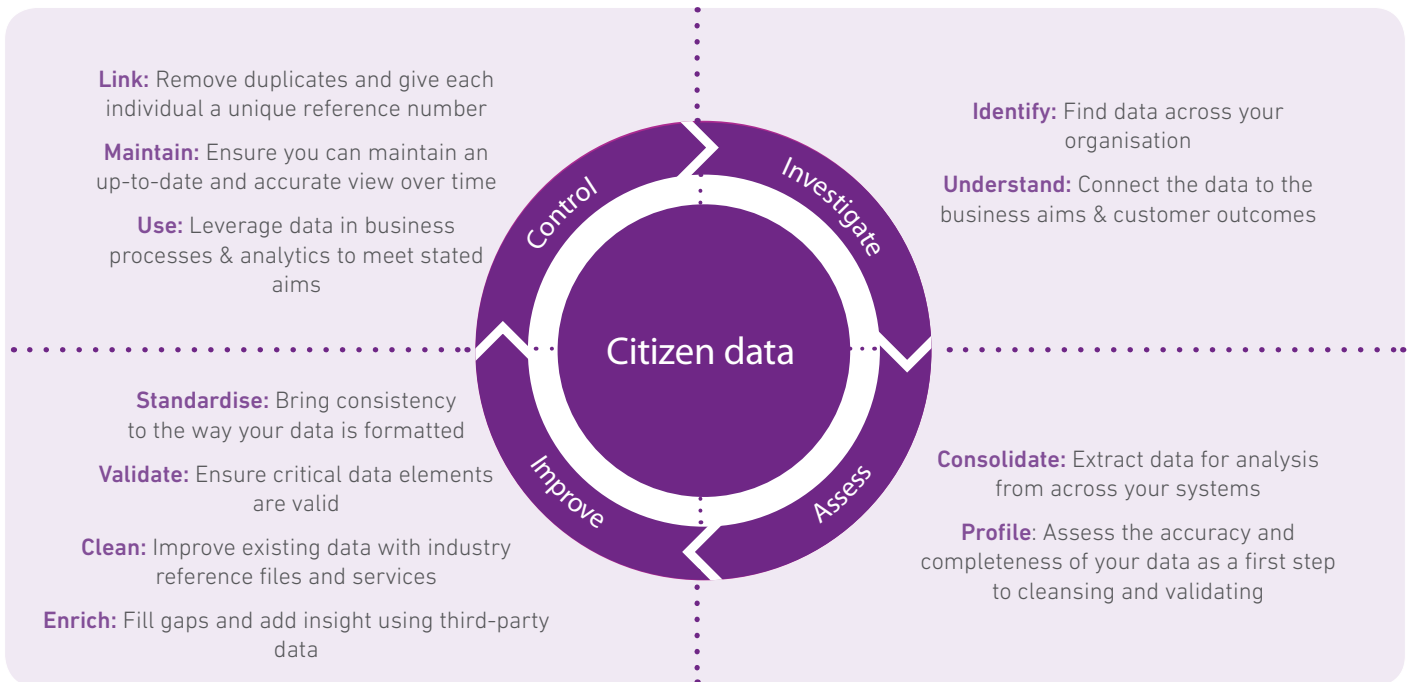 Link: Remove duplicates and give each
individual a unique reference number
Maintain: Ensure you can maintain an
up-to-date and accurate view over time
Use: Leverage data in business
processes & analytics to meet stated
aims
Identify: Find data across your
organisation
Understand: Connect the data to the
business aims & customer outcomes
Control
Investigate
Citizen data
Improve
Assess
Standardise: Bring consistency
to the way your data is formatted
Validate: Ensure critical data elements
are valid
Clean: Improve existing data with industry
reference files and services
Enrich: Fill gaps and add insight using third-party
data
Consolidate: Extract data for analysis
from across your systems
Profile: Assess the accuracy and
completeness of your data as a first step
to cleansing and validating